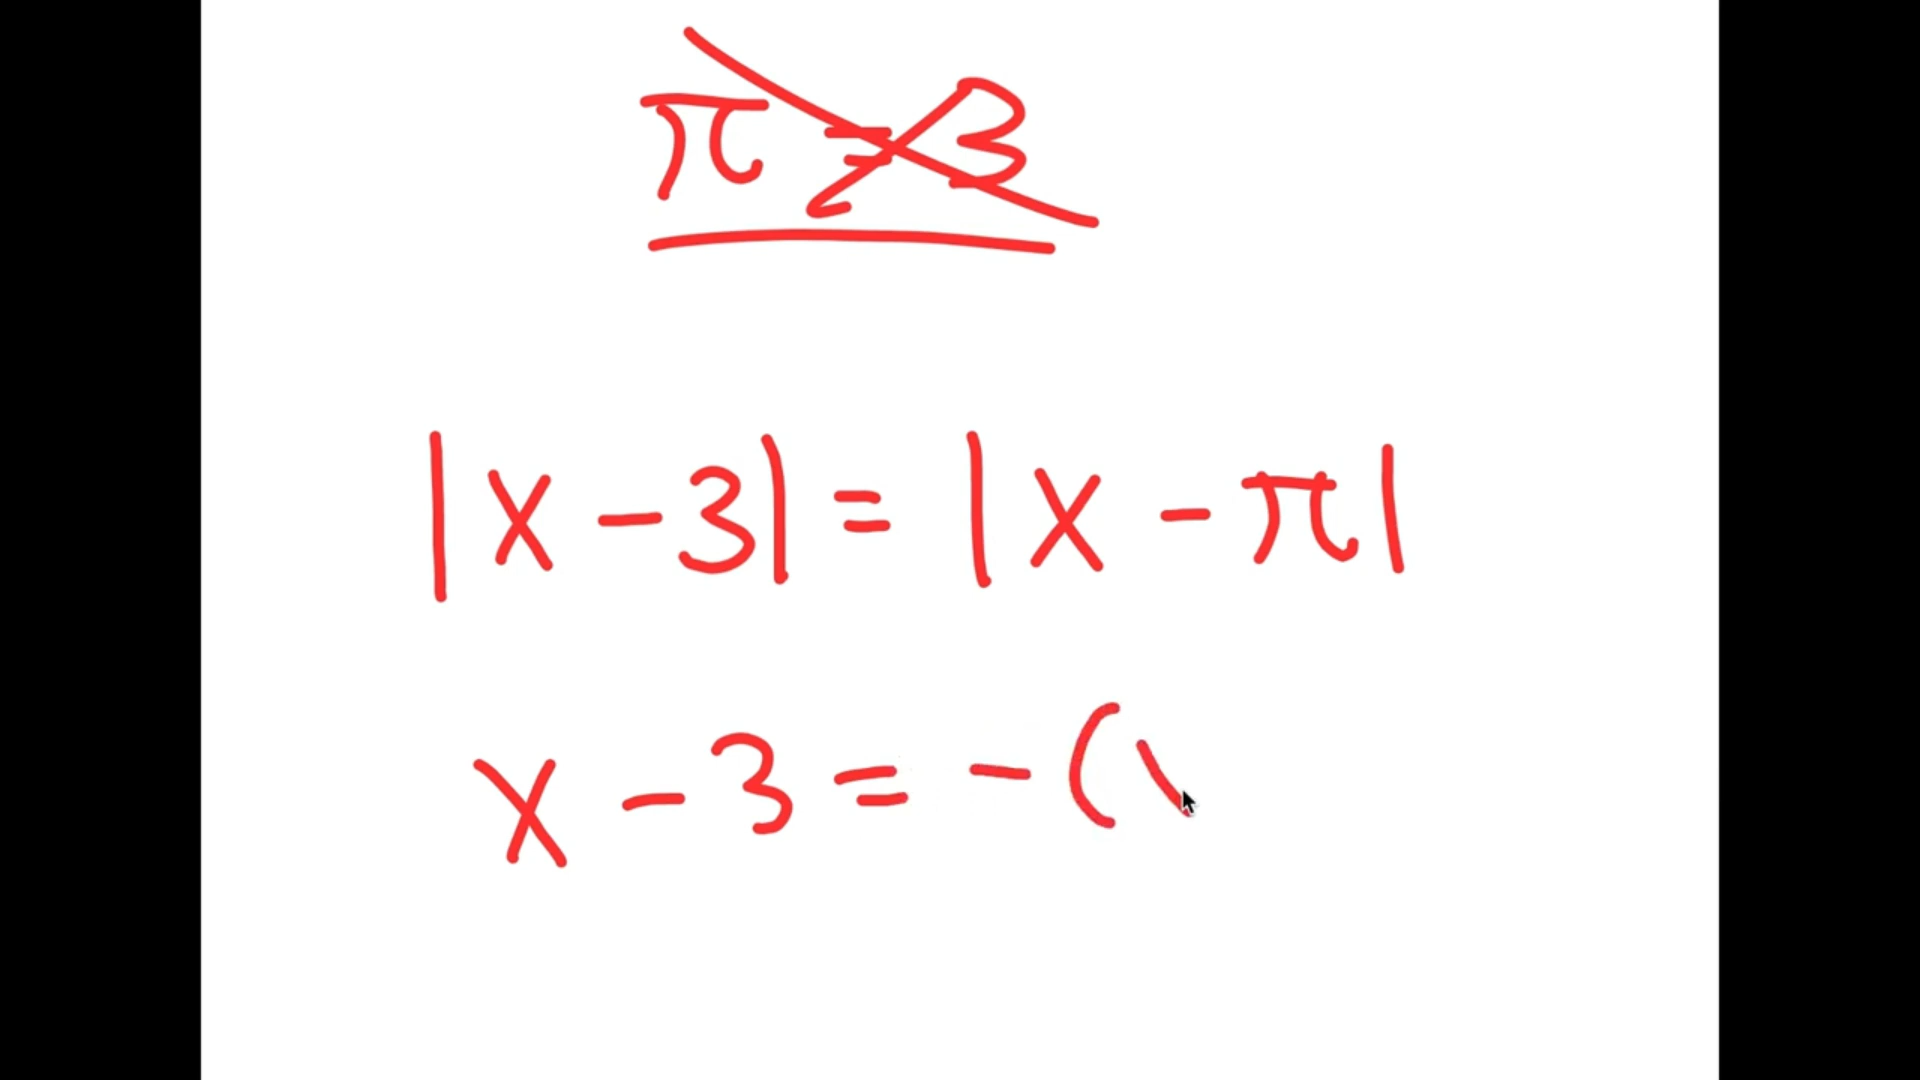 π = 3
|x - 3| = |x - π|
x - 3 = - (